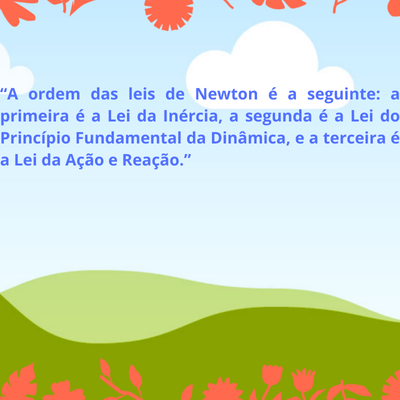 “A ordem das leis de Newton é a seguinte: a
primeira é a Lei da Inércia, a segunda é a Lei do
Princípio Fundamental da Dinâmica, e a terceira é
a Lei da Ação e Reação.”